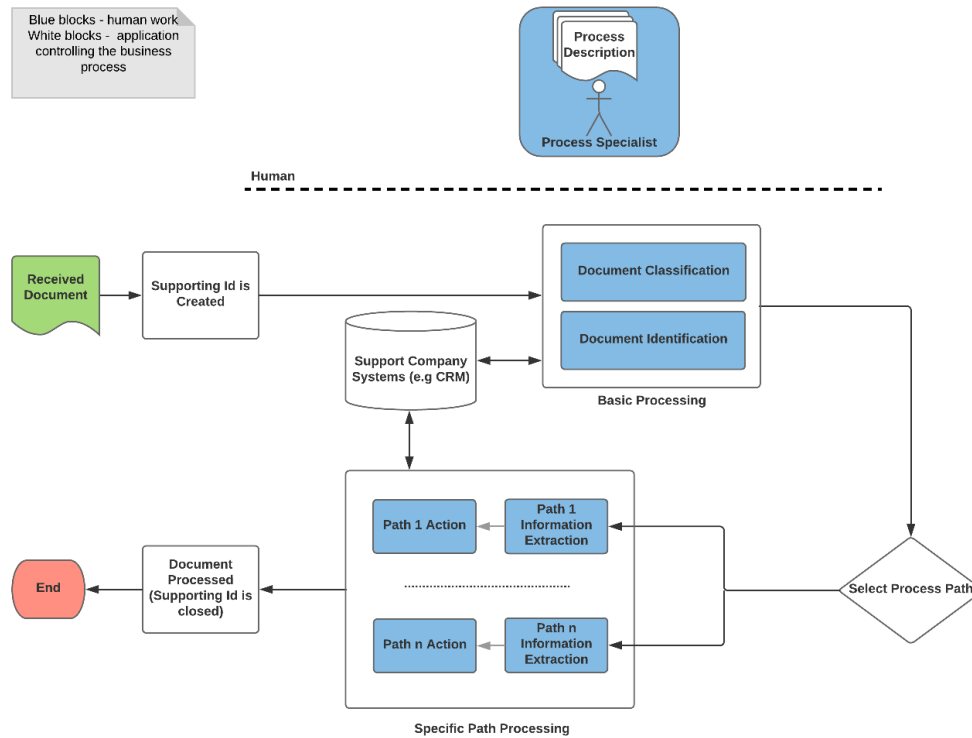 Blue blocks - human work
White blocks - application
controlling the business
process
Process
Description
Process Specialist
Human
Received
Document
Supporting Id is
Created
Document Classification
Document Identification
Basic Processing
Support Company
Systems (e.g CRM)
Path 1 Action
Path 1
Information
Extraction
Path n Action
Path n
Information
Extraction
Select Process Path
End
Document
Processed
(Supporting Id is
closed)
Specific Path Processing